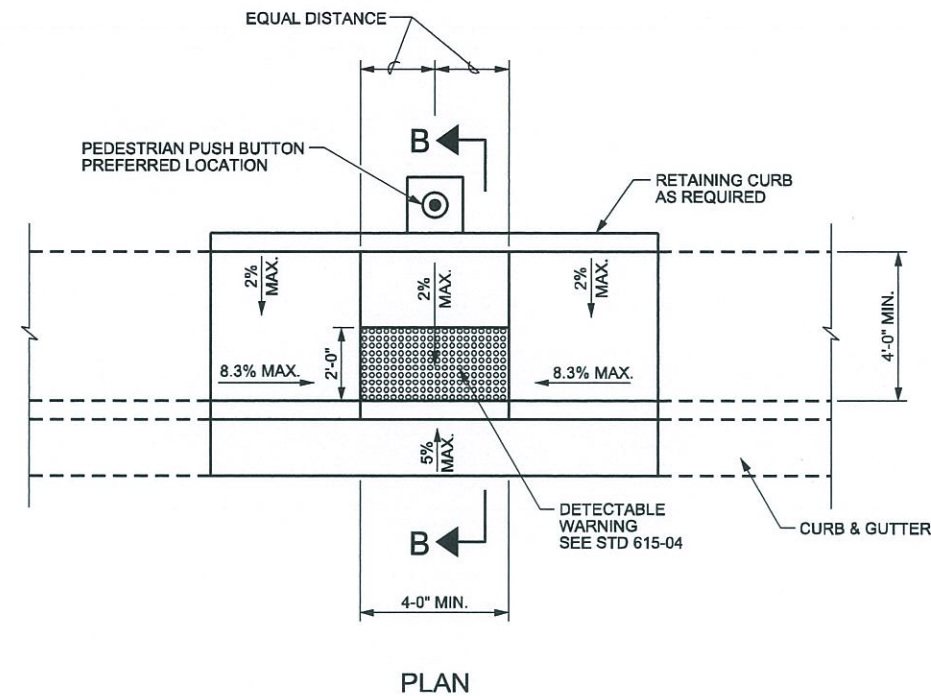 EQUAL DISTANCE
B
PEDESTRIAN PUSH BUTTON
PREFERRED LOCATION
RETAINING CURB
AS REQUIRED
2%
MAX.
2%
MAX.
2%
MAX.
4'-0" MIN.
2'-0"
8.3% MAX.
8.3% MAX.
5%
MAX.
DETECTABLE
WARNING
SEE STD 615-04
CURB & GUTTER
B
4-0" MIN.
PLAN